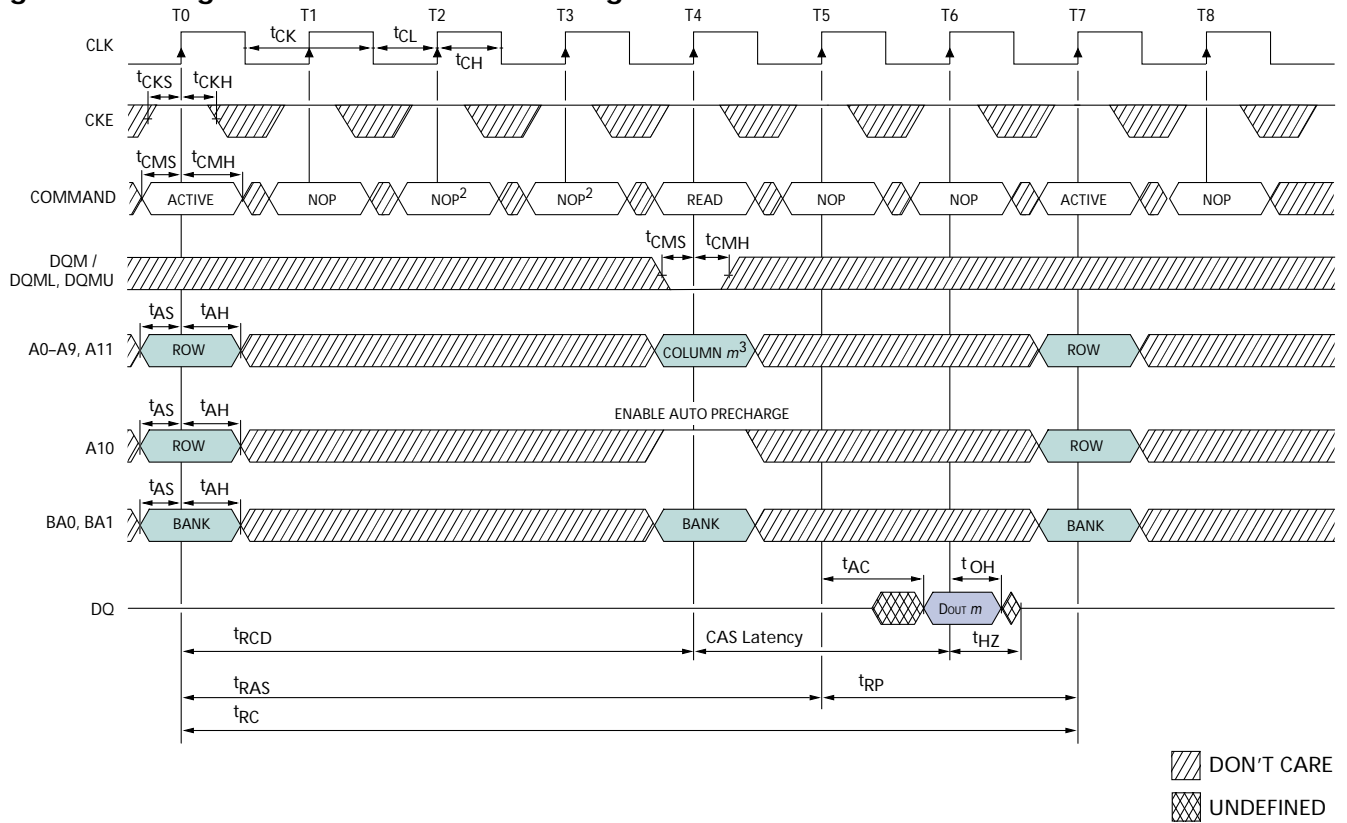 T0 T1 T2 T3 T4 T5 T6 T7 T8
CLK
tCK tCL tCH
tCKS tCKH
CKE
tCMS tCMH
COMMAND ACTIVE NOP NOP2 NOP2 READ NOP NOP ACTIVE NOP
tCMS tCMH
DQM /
DQML, DQMU
tAS tAH
A0–A9, A11 ROW COLUMN m3 ROW
ENABLE AUTO PRECHARGE
tAS tAH
A10 ROW ROW
tAS tAH
BA0, BA1 BANK BANK BANK
tAC tOH
DQ DOUT m
tRCD CAS Latency tHZ
tRAS tRP
tRC
DON'T CARE
UNDEFINED